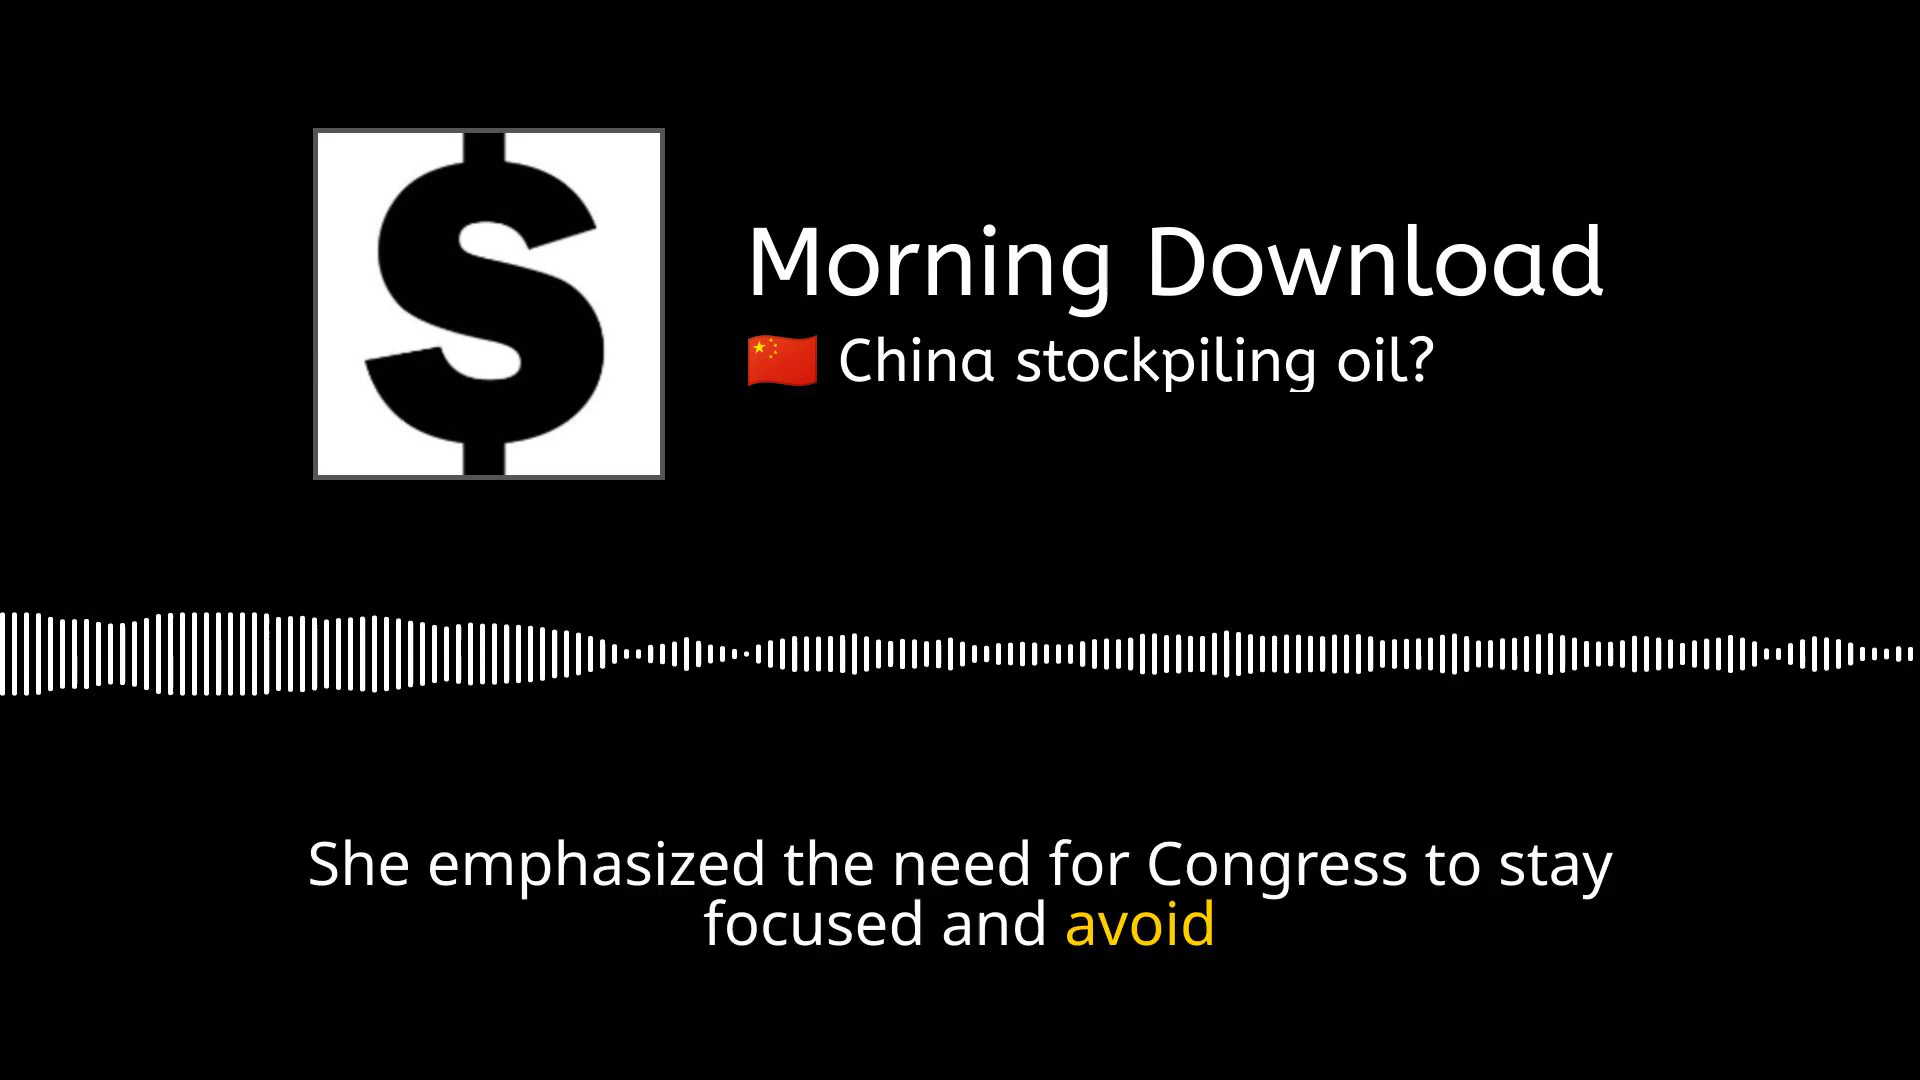 $
Morning Download
🇨🇳 China stockpiling oil?
She emphasized the need for Congress to stay
focused and avoid